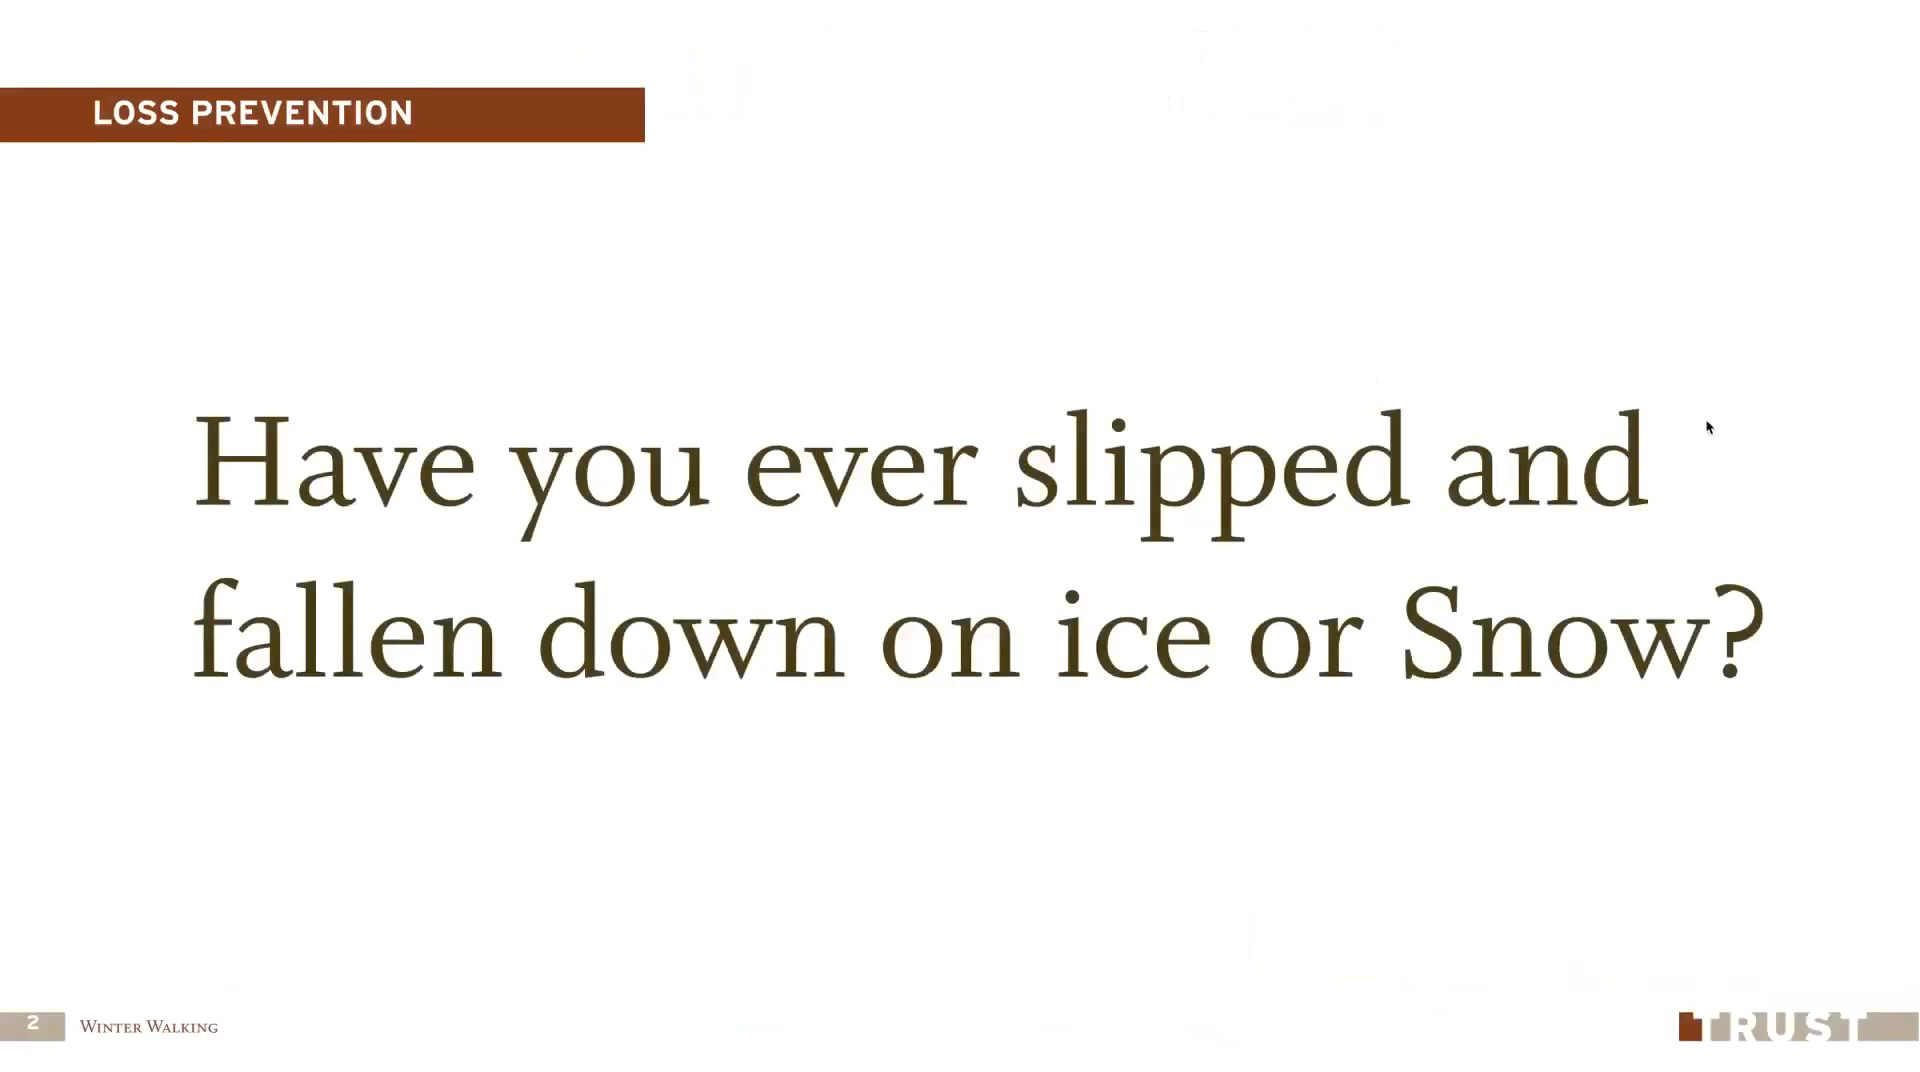 LOSS PREVENTION
Have you ever slipped and
fallen down on ice or Snow?
2 Winter Walking
TRUST